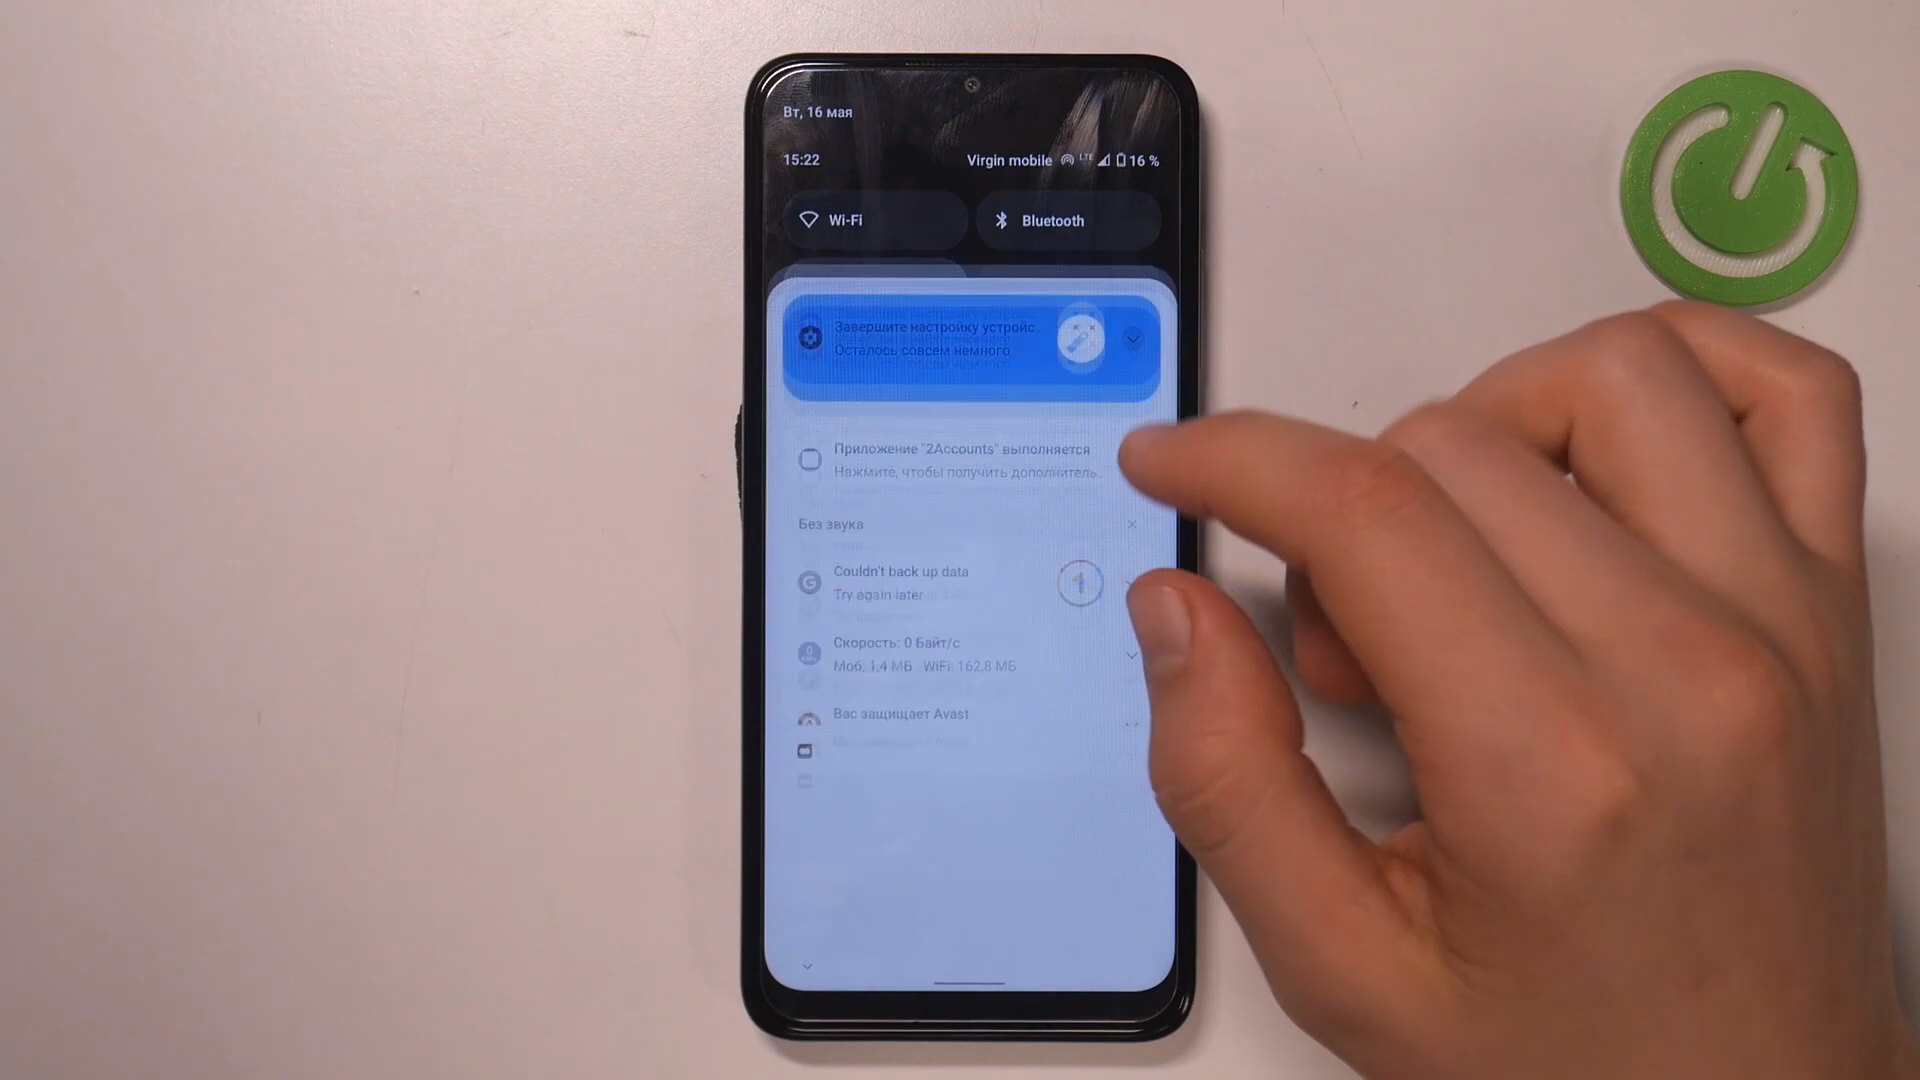 Вт, 16 мая
15:22 Virgin mobile LTE 16 %
Wi-Fi Bluetooth
Завершите настройку устройс..
Осталось совсем немного
Приложение "2Accounts" выполняется
Нажмите, чтобы получить дополнитель..
Без звука
Couldn't back up data
Try again later
Скорость: 0 Байт/с
Моб: 1,4 МБ WiFi: 162,8 МБ
Вас защищает Avast